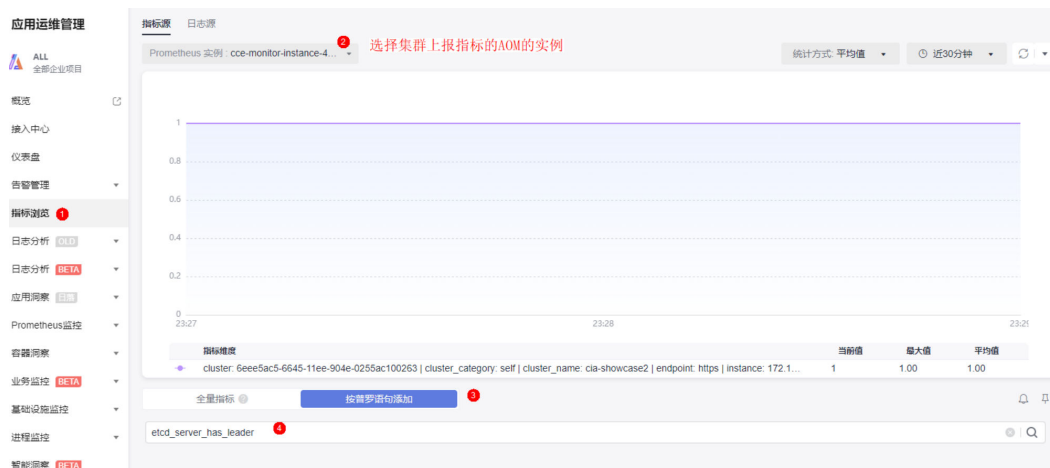 应用运维管理
ALL
全部企业项目
概览
接入中心
仪表盘
告警管理
指标浏览 1
日志分析 OLD
日志分析 BETA
应用洞察 日落
Prometheus监控
容器洞察
业务监控 BETA
基础设施监控
进程监控
智能洞察 BETA
指标源 日志源
Prometheus 实例 : cce-monitor-instance-4... 2 选择集群上报指标的AOM的实例
统计方式: 平均值 近30分钟
1
0.8
0.6
0.4
0.2
0
23:27 23:28 23:29
指标维度 当前值 最大值 平均值
cluster: 6eee5ac5-6645-11ee-904e-0255ac100263 | cluster_category: self | cluster_name: cia-showcase2 | endpoint: https | instance: 172.1... 1 1.00 1.00
全量指标 按普罗语句添加 3
etcd_server_has_leader 4